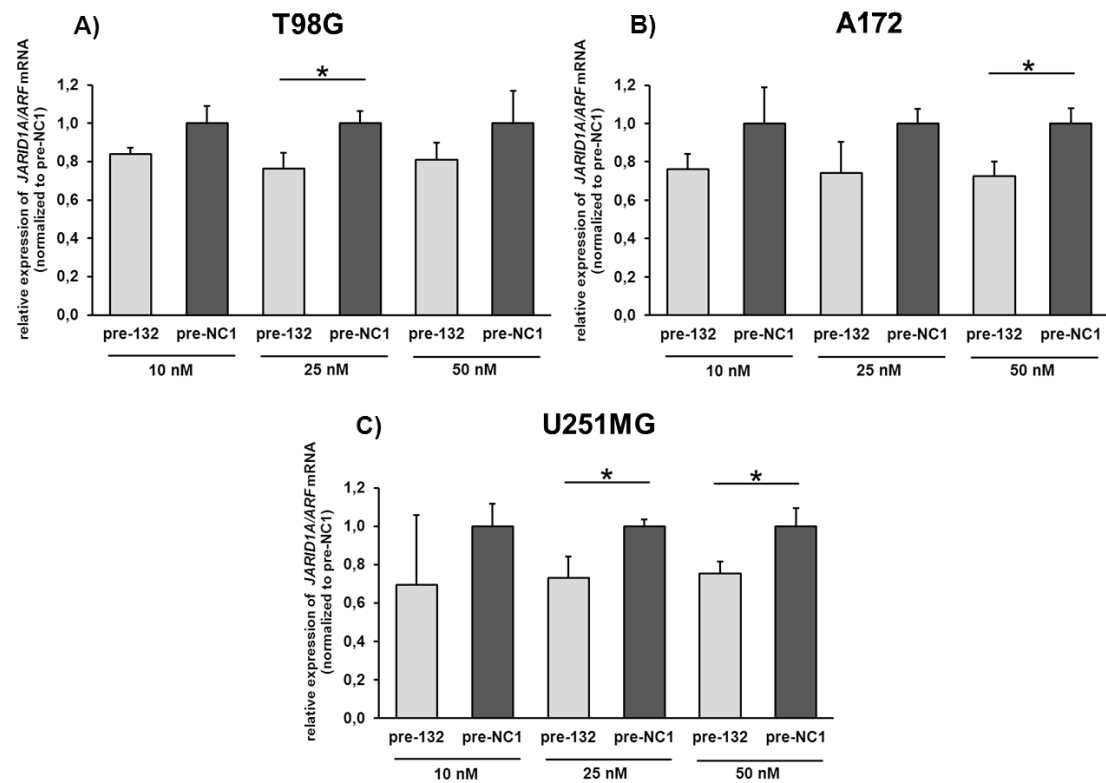 A)
T98G
relative expression of JARID1A/ARF mRNA
(normalized to pre-NC1)
1,2
1,0
0,8
0,6
0,4
0,2
0,0
*
pre-132 pre-NC1 pre-132 pre-NC1 pre-132 pre-NC1
10 nM 25 nM 50 nM
B)
A172
relative expression of JARID1A/ARF mRNA
(normalized to pre-NC1)
1,2
1,0
0,8
0,6
0,4
0,2
0,0
*
pre-132 pre-NC1 pre-132 pre-NC1 pre-132 pre-NC1
10 nM 25 nM 50 nM
C)
U251MG
relative expression of JARID1A/ARF mRNA
(normalized to pre-NC1)
1,2
1,0
0,8
0,6
0,4
0,2
0,0
* *
pre-132 pre-NC1 pre-132 pre-NC1 pre-132 pre-NC1
10 nM 25 nM 50 nM